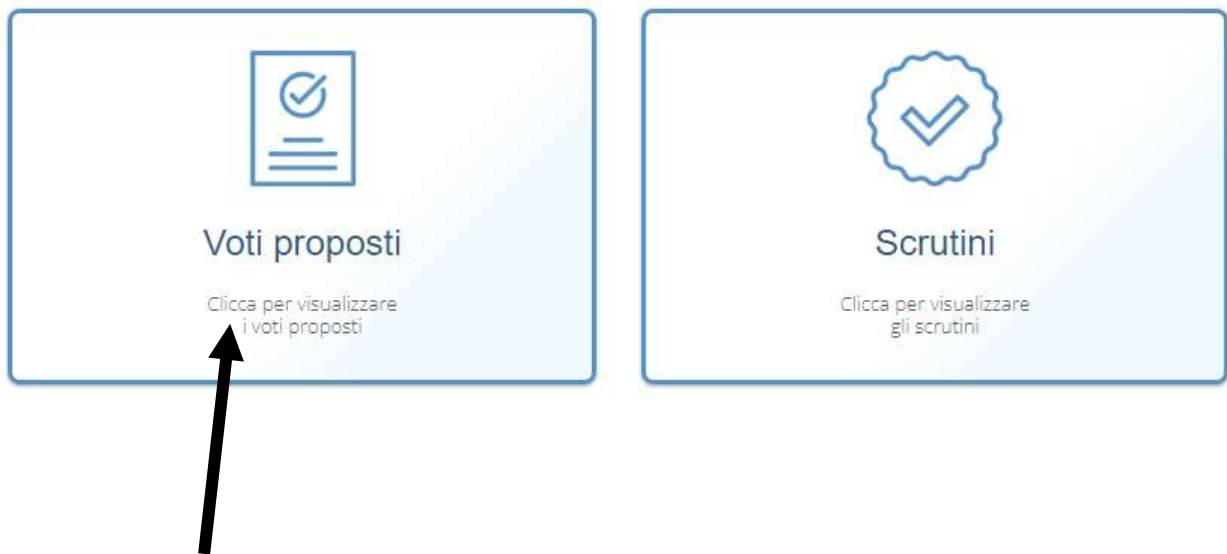 Voti proposti
Clicca per visualizzare
i voti proposti
Scrutini
Clicca per visualizzare
gli scrutini